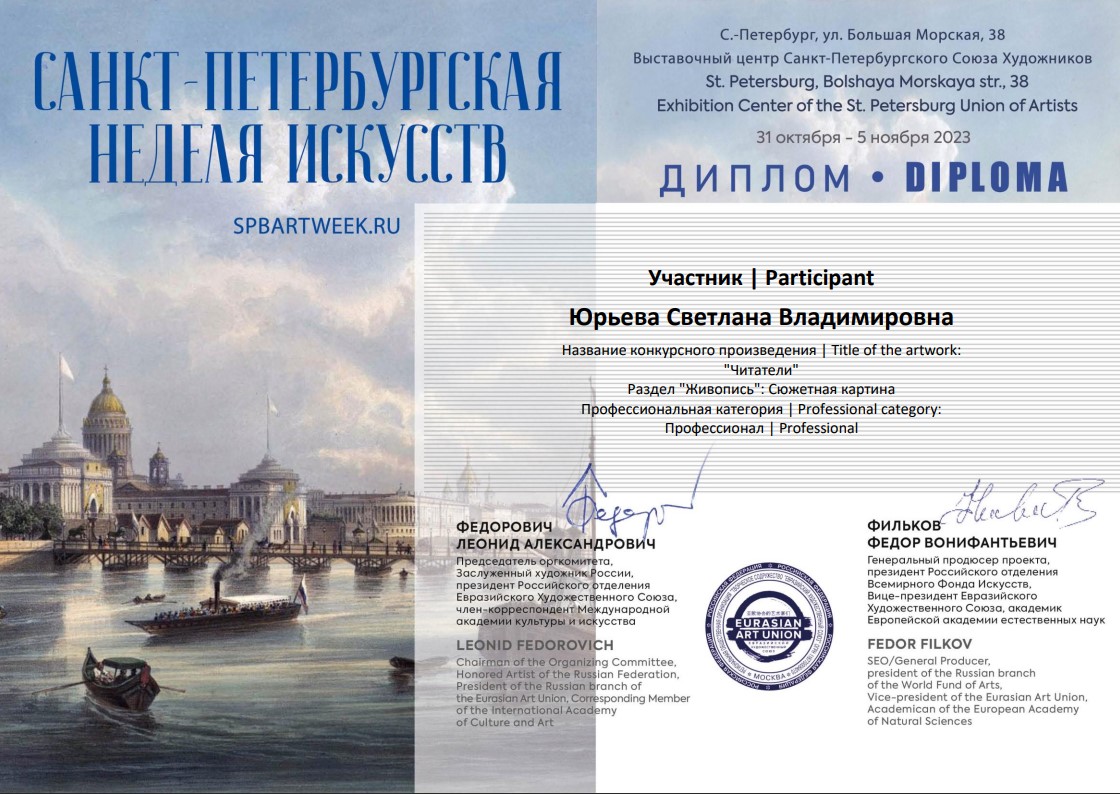 САНКТ-ПЕТЕРБУРГСКАЯ
НЕДЕЛЯ ИСКУССТВ
SPBARTWEEK.RU
С.-Петербург, ул. Большая Морская, 38
Выставочный центр Санкт-Петербургского Союза Художников
St. Petersburg, Bolshaya Morskaya str., 38
Exhibition Center of the St. Petersburg Union of Artists
31 октября - 5 ноября 2023
ДИПЛОМ • DIPLOMA
Участник | Participant
Юрьева Светлана Владимировна
Название конкурсного произведения | Title of the artwork:
"Читатели"
Раздел "Живопись": Сюжетная картина
Профессиональная категория | Professional category:
Профессионал | Professional
ФЕДОРОВИЧ
ЛЕОНИД АЛЕКСАНДРОВИЧ
Председатель оргкомитета,
Заслуженный художник России,
президент Российского отделения
Евразийского Художественного Союза,
член-корреспондент Международной
академии культуры и искусства
LEONID FEDOROVICH
Chairman of the Organizing Committee,
Honored Artist of the Russian Federation,
President of the Russian branch of
the Eurasian Art Union, Corresponding Member
of the International Academy
of Culture and Art
EURASIAN
ART UNION
МОСКВА
ФИЛЬКОВ
ФЕДОР ВОНИФАНТЬЕВИЧ
Генеральный продюсер проекта,
президент Российского отделения
Всемирного Фонда Искусств,
Вице-президент Евразийского
Художественного Союза, академик
Европейской академии естественных наук
FEDOR FILKOV
SEO/General Producer,
president of the Russian branch
of the World Fund of Arts,
Vice-president of the Eurasian Art Union,
Academican of the European Academy
of Natural Sciences